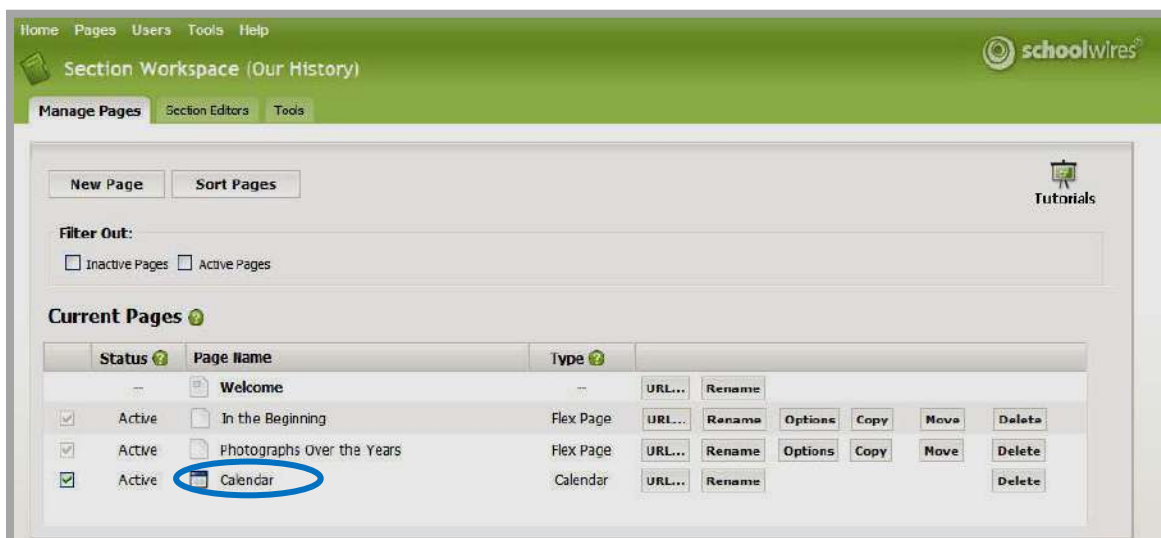 Home Pages Users Tools Help
schoolwires®
Section Workspace (Our History)
Manage Pages Section Editors Tools
New Page Sort Pages
Tutorials
Filter Out:
Inactive Pages Active Pages
Current Pages ?
Status ? Page Name Type ?
-- Welcome -- URL... Rename
Active In the Beginning Flex Page URL... Rename Options Copy Move Delete
Active Photographs Over the Years Flex Page URL... Rename Options Copy Move Delete
Active Calendar Calendar URL... Rename Delete